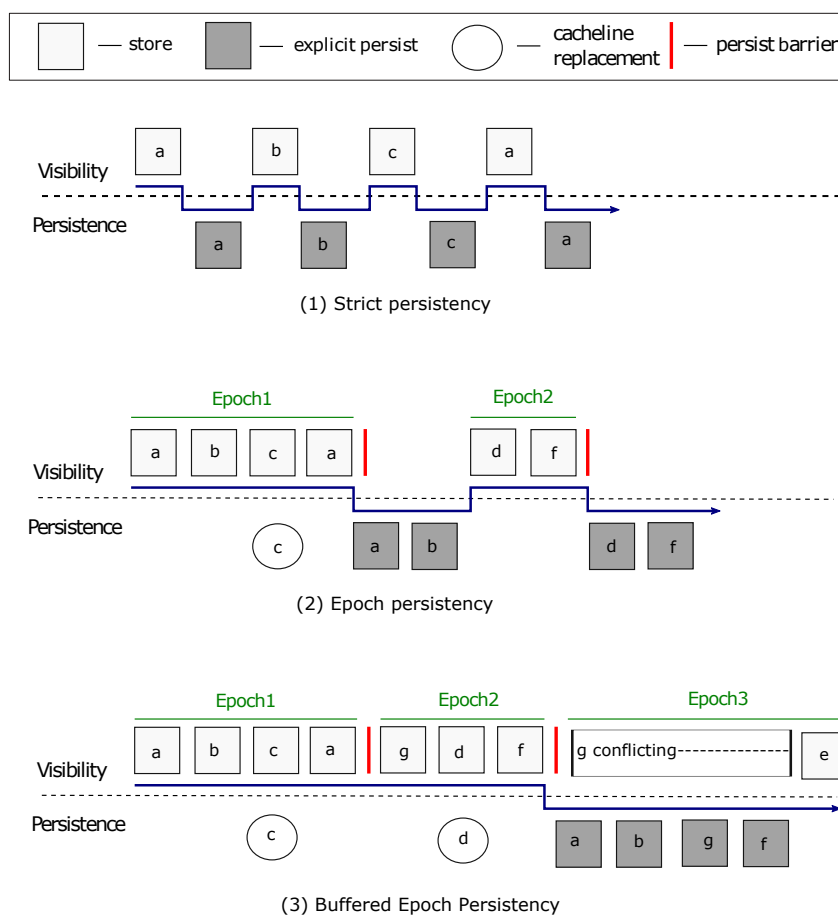 — store — explicit persist — cacheline replacement — persist barrier
a b c a
Visibility
Persistence
a b c a
(1) Strict persistency
Epoch1 Epoch2
a b c a d f
Visibility
Persistence
c a b d f
(2) Epoch persistency
Epoch1 Epoch2 Epoch3
a b c a g d f g conflicting------------------ e
Visibility
Persistence
c d a b g f
(3) Buffered Epoch Persistency